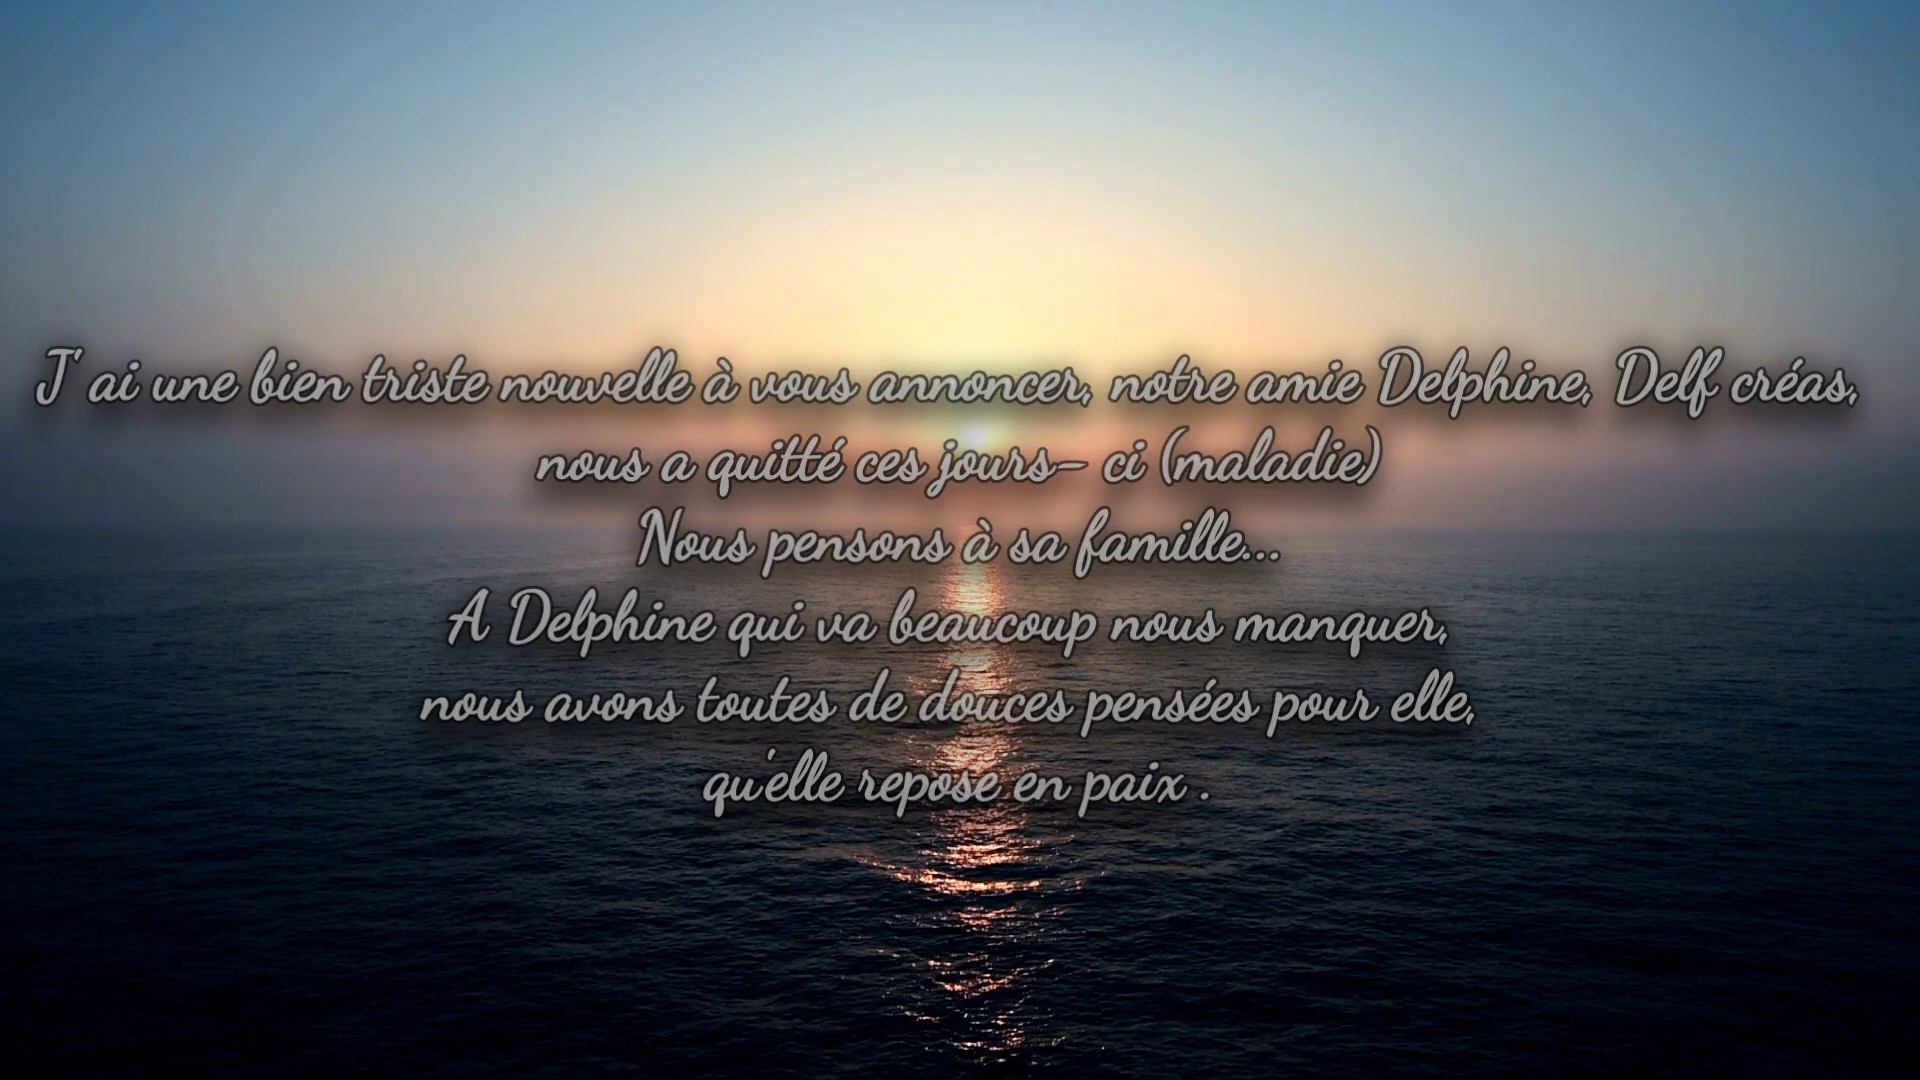 J' ai une bien triste nouvelle à vous annoncer, notre amie Delphine, Delf créas,
nous a quitté ces jours- ci (maladie)
Nous pensons à sa famille...
A Delphine qui va beaucoup nous manquer,
nous avons toutes de douces pensées pour elle,
qu'elle repose en paix .